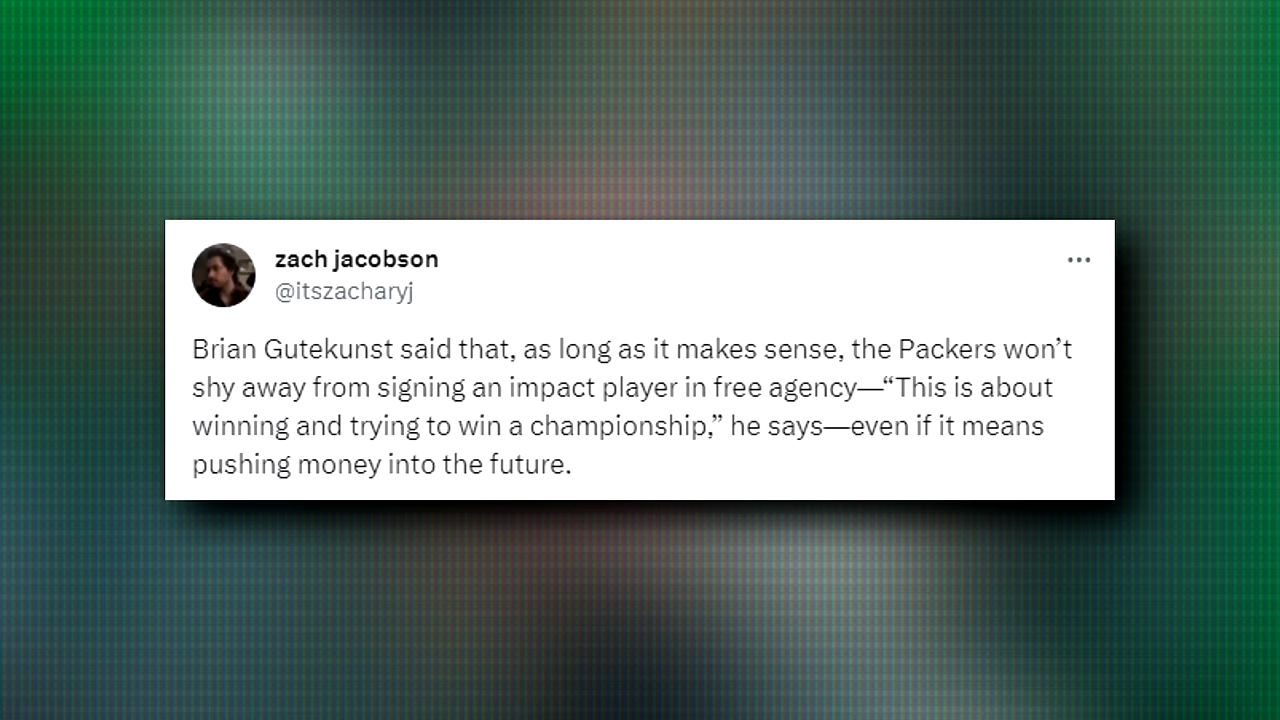 zach jacobson
@itszacharyj
Brian Gutekunst said that, as long as it makes sense, the Packers won’t
shy away from signing an impact player in free agency—“This is about
winning and trying to win a championship,” he says—even if it means
pushing money into the future.